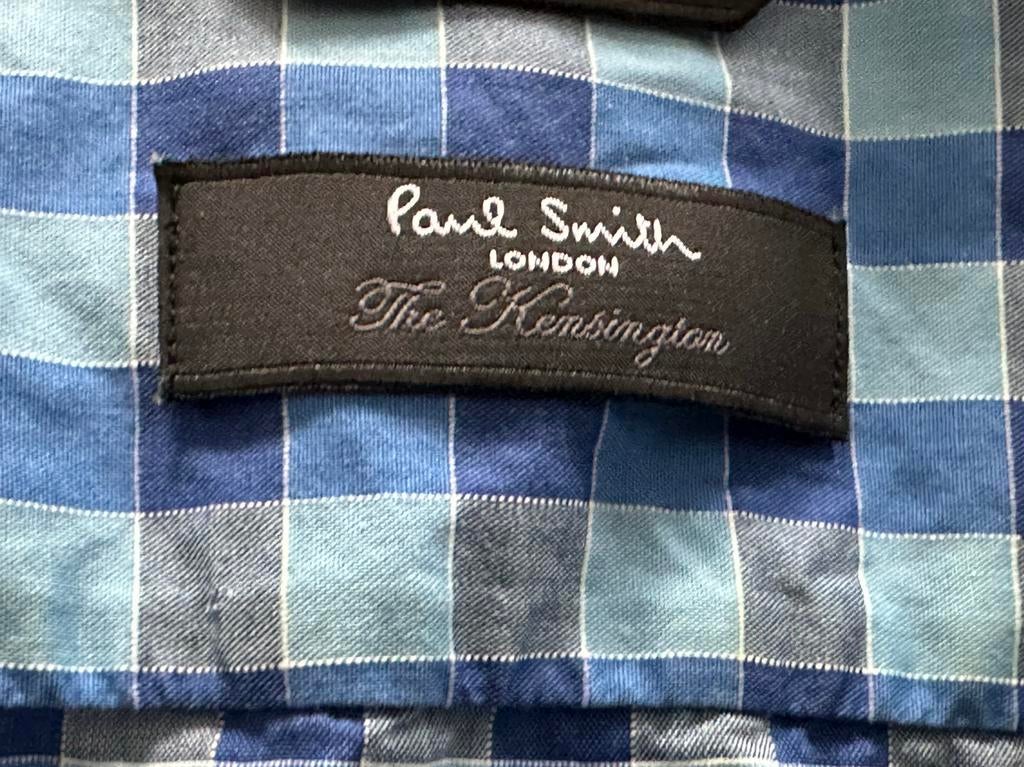 Paul Smith
LONDON
The Kensington